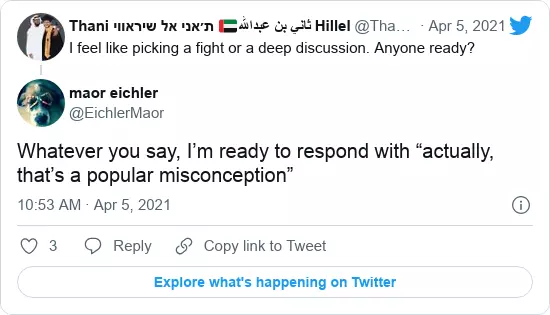 Thani ת׳אני אל שיראווי 🇦🇪ثاني بن عبدالله Hillel @Tha… · Apr 5, 2021
I feel like picking a fight or a deep discussion. Anyone ready?
maor eichler
@EichlerMaor
Whatever you say, I’m ready to respond with “actually,
that’s a popular misconception”
10:53 AM · Apr 5, 2021
3 Reply Copy link to Tweet
Explore what's happening on Twitter